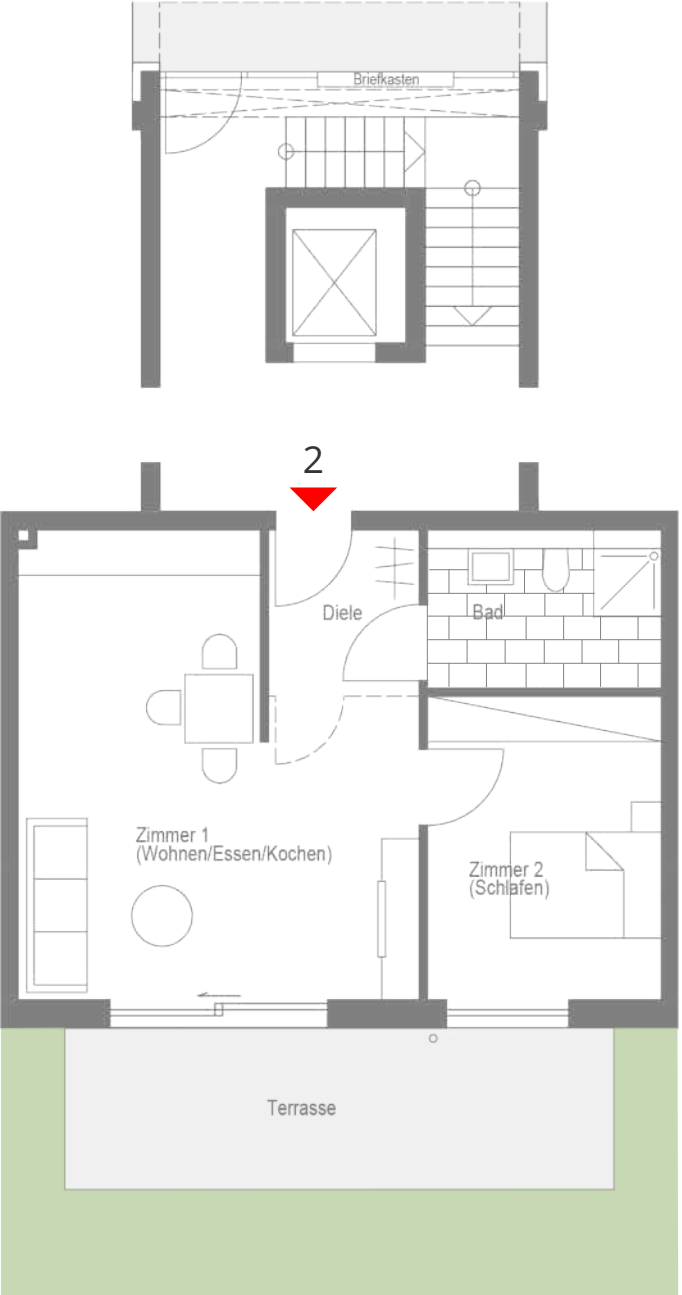 Briefkasten
2
Diele
Bad
Zimmer 1
(Wohnen/Essen/Kochen)
Zimmer 2
(Schlafen)
Terrasse